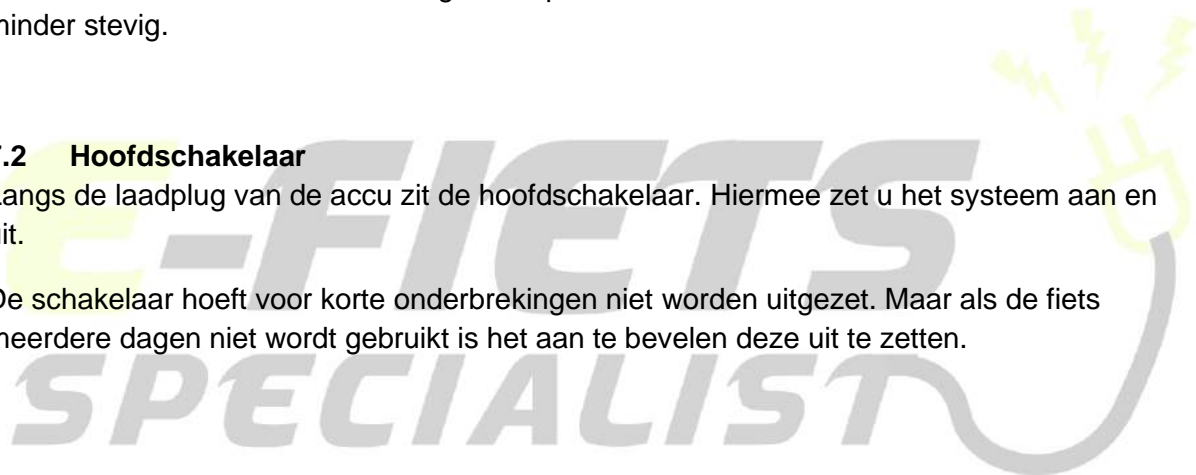 minder stevig.
7.2 Hoofdschakelaar
Langs de laadplug van de accu zit de hoofdschakelaar. Hiermee zet u het systeem aan en
uit.
De schakelaar hoeft voor korte onderbrekingen niet worden uitgezet. Maar als de fiets
meerdere dagen niet wordt gebruikt is het aan te bevelen deze uit te zetten.
E-FIETS
SPECIALIST